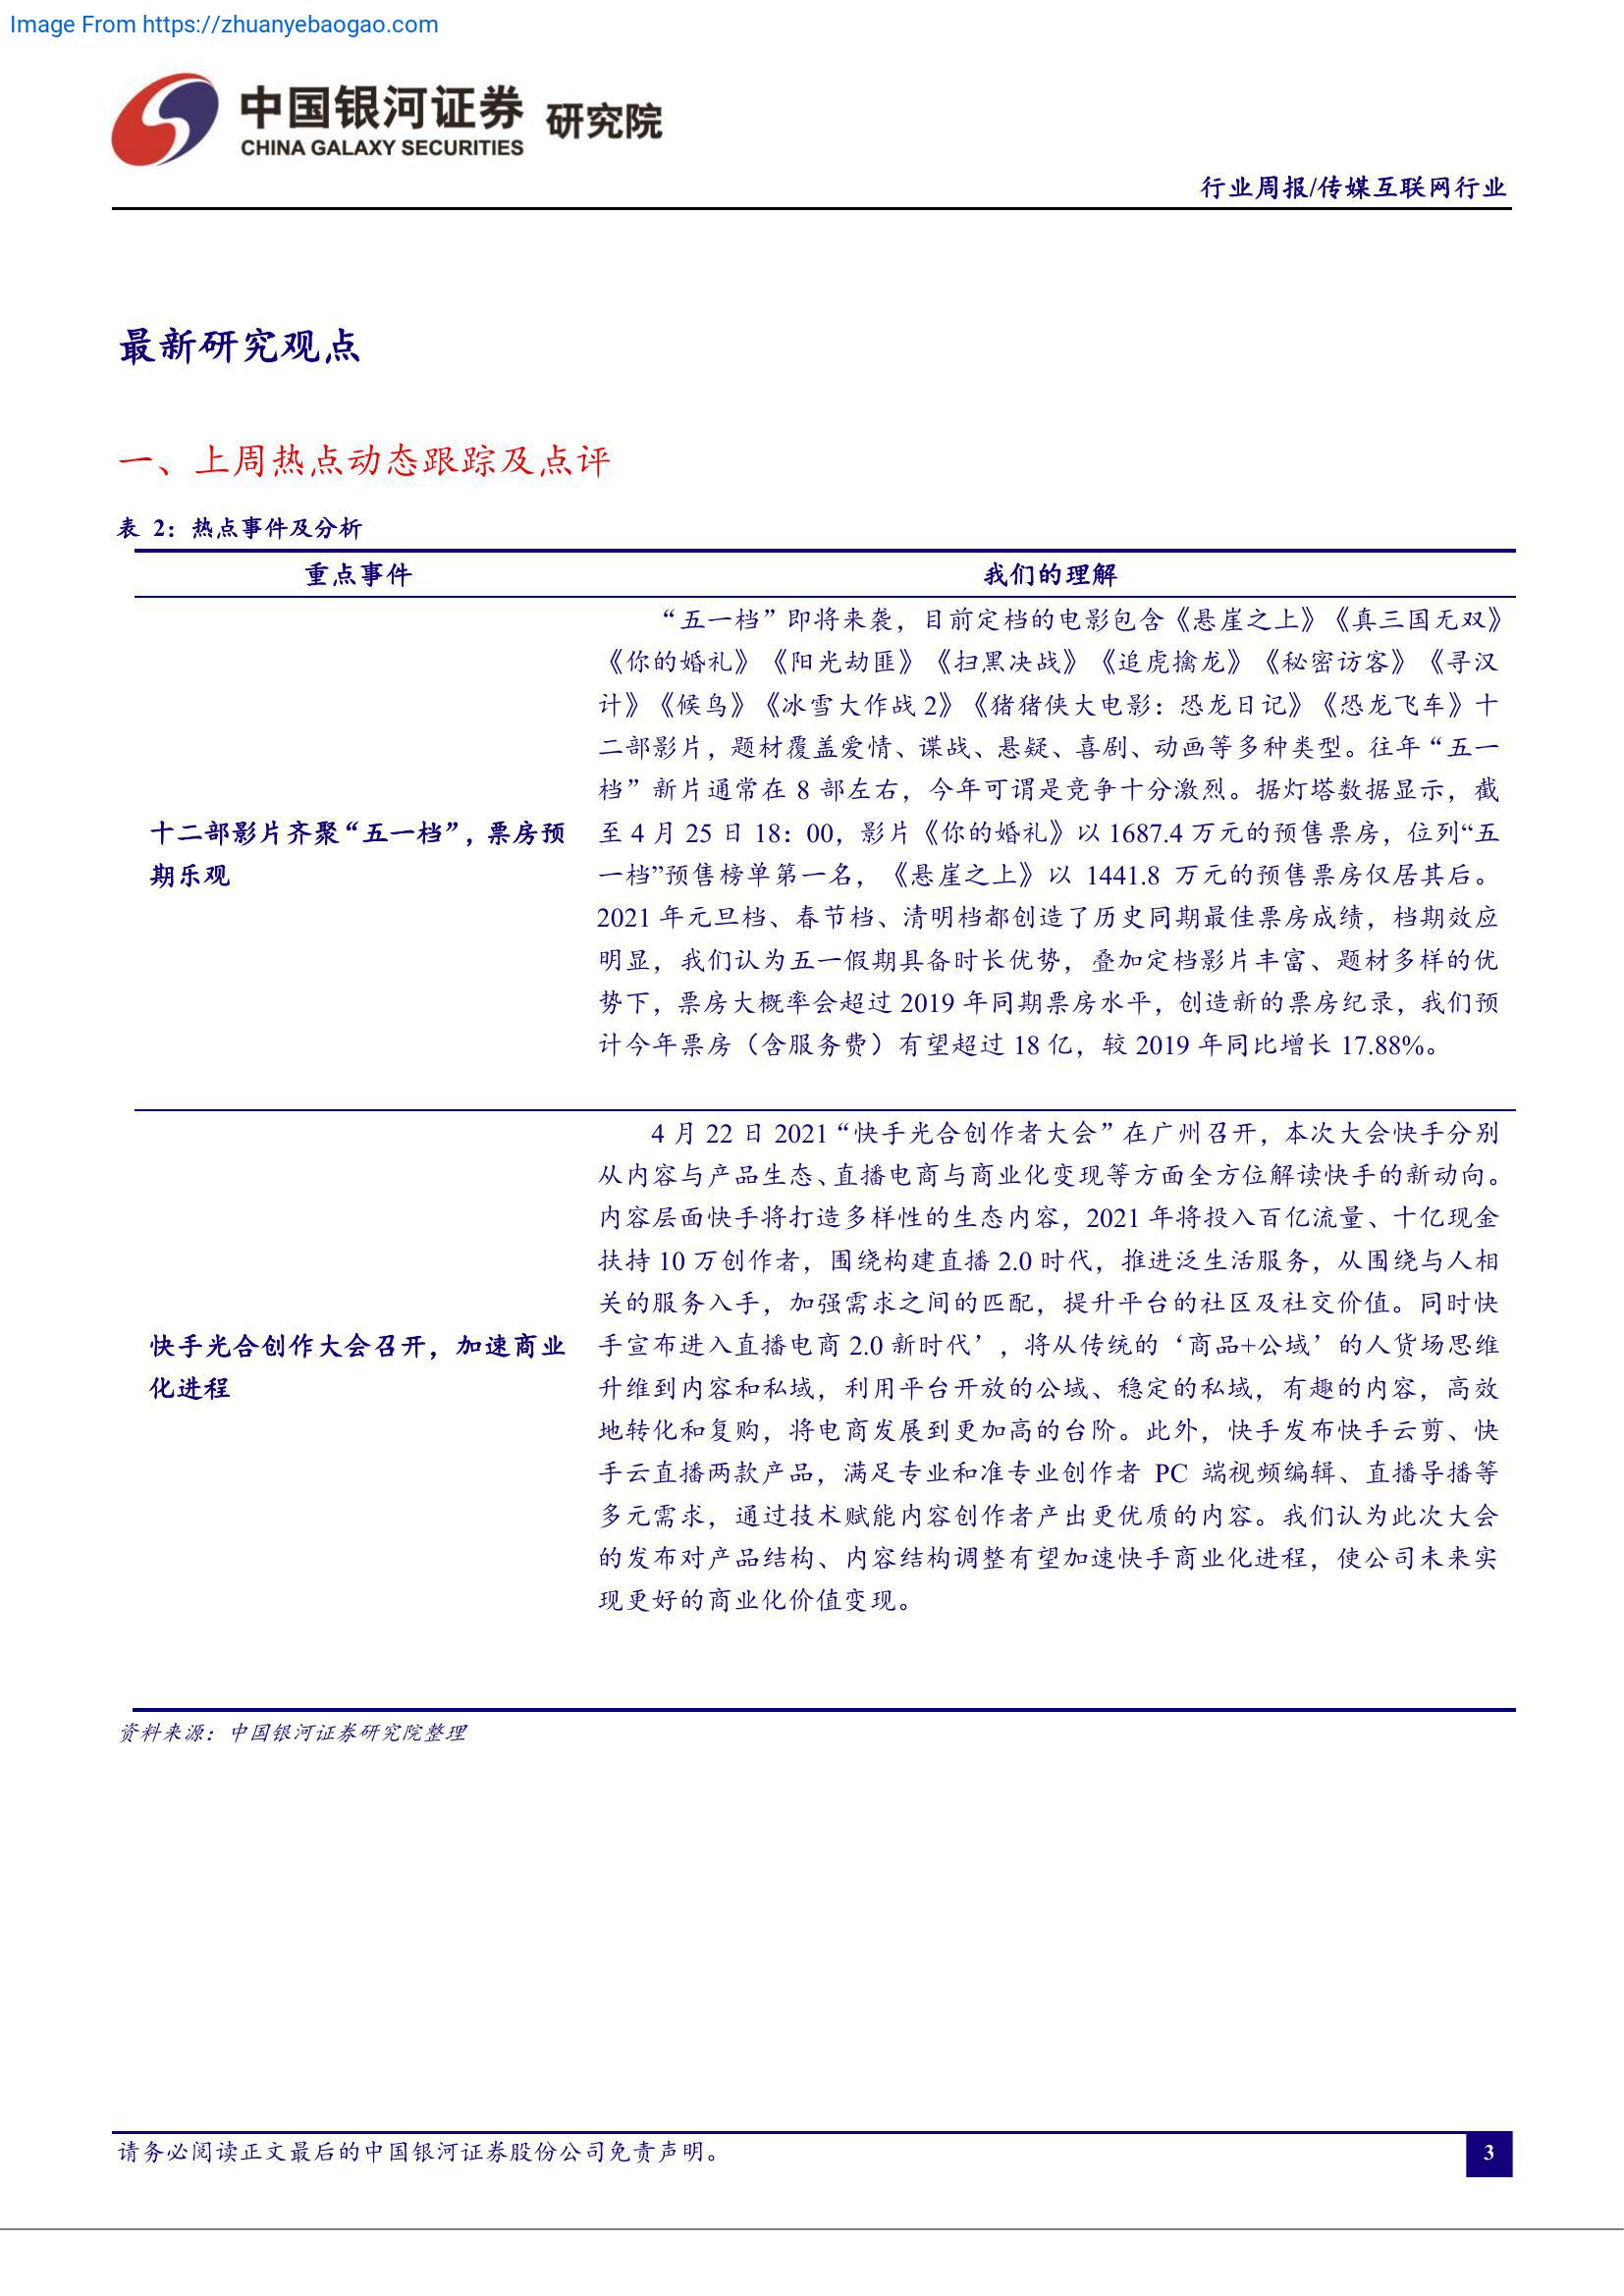 Image From https://zhuanyebaogao.com
中国银河证券 研究院
CHINA GALAXY SECURITIES
行业周报/传媒互联网行业
最新研究观点
一、上周热点动态跟踪及点评
表 2：热点事件及分析
重点事件 我们的理解
十二部影片齐聚“五一档”，票房预
期乐观
“五一档”即将来袭，目前定档的电影包含《悬崖之上》《真三国无双》
《你的婚礼》《阳光劫匪》《扫黑决战》《追虎擒龙》《秘密访客》《寻汉
计》《候鸟》《冰雪大作战 2》《猪猪侠大电影：恐龙日记》《恐龙飞车》十
二部影片，题材覆盖爱情、谍战、悬疑、喜剧、动画等多种类型。往年“五一
档”新片通常在 8 部左右，今年可谓是竞争十分激烈。据灯塔数据显示，截
至 4 月 25 日 18：00，影片《你的婚礼》以 1687.4 万元的预售票房，位列“五
一档”预售榜单第一名，《悬崖之上》以 1441.8 万元的预售票房仅居其后。
2021 年元旦档、春节档、清明档都创造了历史同期最佳票房成绩，档期效应
明显，我们认为五一假期具备时长优势，叠加定档影片丰富、题材多样的优
势下，票房大概率会超过 2019 年同期票房水平，创造新的票房纪录，我们预
计今年票房（含服务费）有望超过 18 亿，较 2019 年同比增长 17.88%。
快手光合创作大会召开，加速商业
化进程
4 月 22 日 2021“快手光合创作者大会”在广州召开，本次大会快手分别
从内容与产品生态、直播电商与商业化变现等方面全方位解读快手的新动向。
内容层面快手将打造多样性的生态内容，2021 年将投入百亿流量、十亿现金
扶持 10 万创作者，围绕构建直播 2.0 时代，推进泛生活服务，从围绕与人相
关的服务入手，加强需求之间的匹配，提升平台的社区及社交价值。同时快
手宣布进入直播电商 2.0 新时代’，将从传统的‘商品+公域’的人货场思维
升维到内容和私域，利用平台开放的公域、稳定的私域，有趣的内容，高效
地转化和复购，将电商发展到更加高的台阶。此外，快手发布快手云剪、快
手云直播两款产品，满足专业和准专业创作者 PC 端视频编辑、直播导播等
多元需求，通过技术赋能内容创作者产出更优质的内容。我们认为此次大会
的发布对产品结构、内容结构调整有望加速快手商业化进程，使公司未来实
现更好的商业化价值变现。
资料来源：中国银河证券研究院整理
请务必阅读正文最后的中国银河证券股份公司免责声明。
3